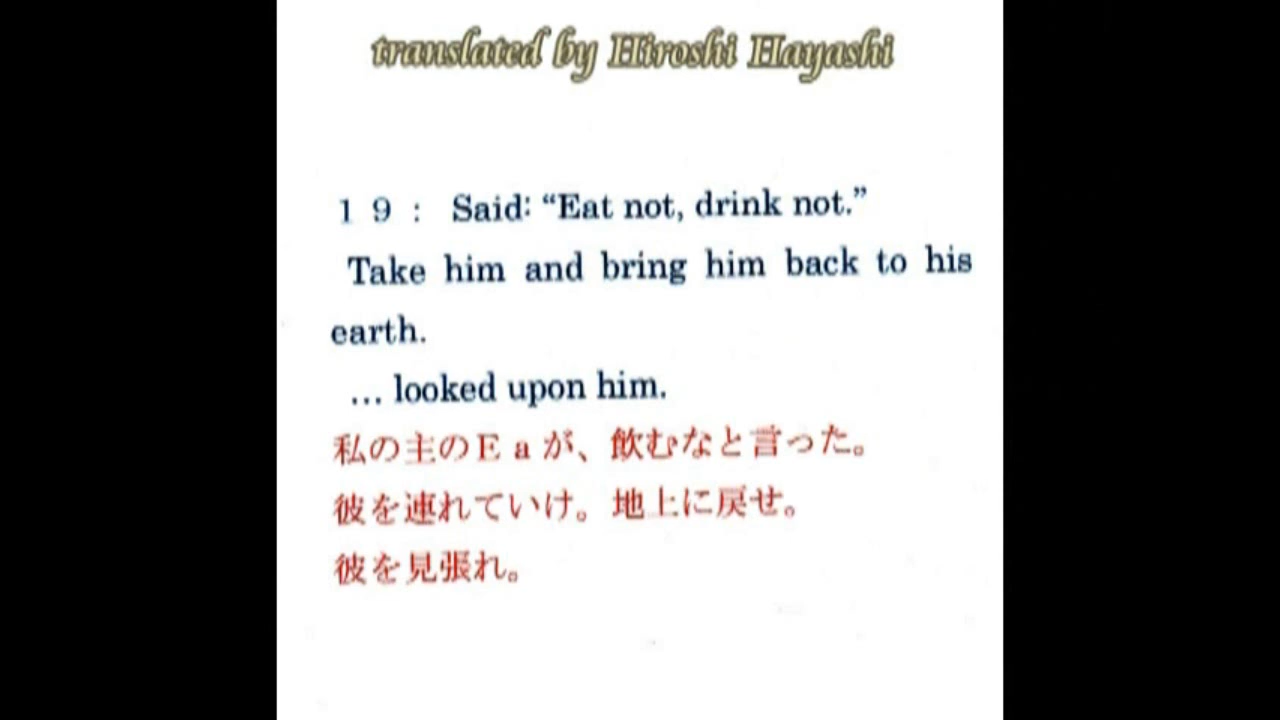 translated by Hiroshi Hayashi
１９： Said: “Eat not, drink not.”
Take him and bring him back to his
earth.
… looked upon him.
私の主のＥａが、飲むなと言った。
彼を連れていけ。地上に戻せ。
彼を見張れ。